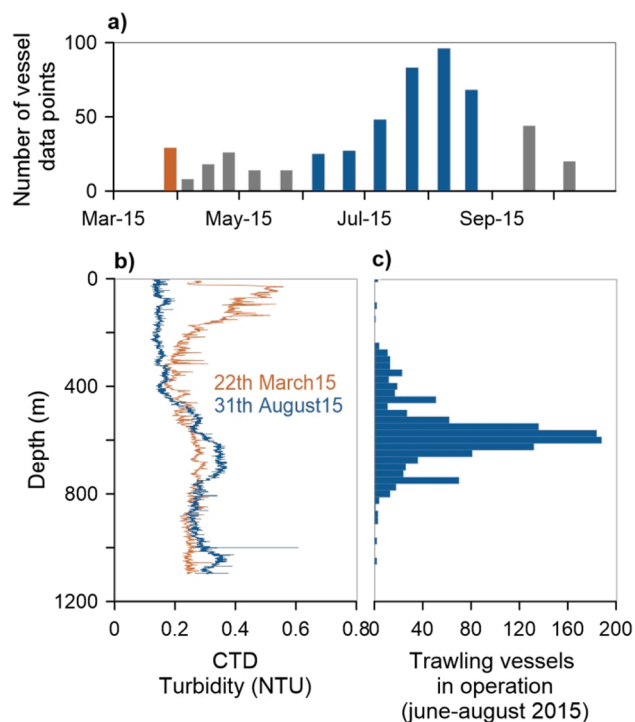 a)
Number of vessel
data points
100
50
0
Mar-15
May-15
Jul-15
Sep-15
b)
c)
0
400
800
1200
Depth (m)
22th March15
31th August15
0
0.2
0.4
0.6
0.8
0
40
80
120
160
200
CTD
Turbidity (NTU)
Trawling vessels
in operation
(june-august 2015)